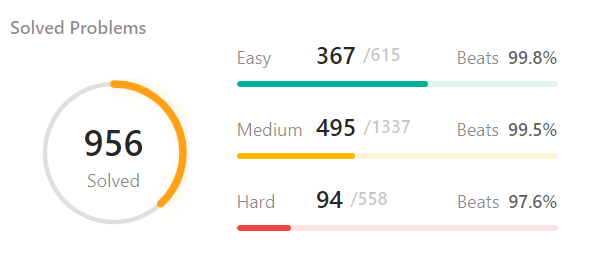 Solved Problems
956
Solved
Easy 367 /615 Beats 99.8%
Medium 495 /1337 Beats 99.5%
Hard 94 /558 Beats 97.6%